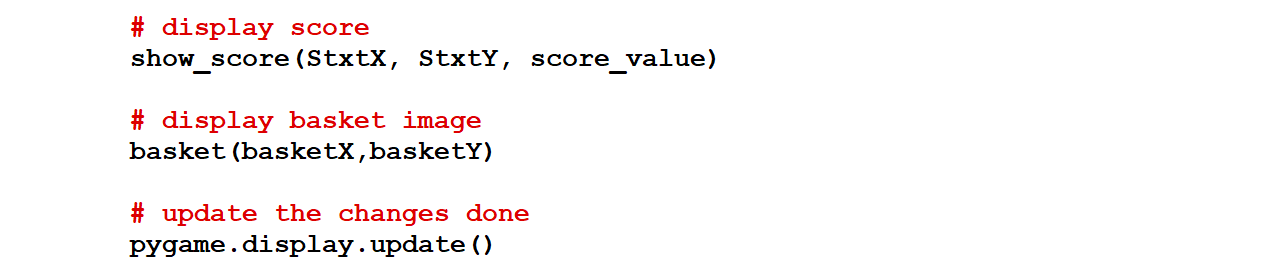 # display score
show_score(StxtX, StxtY, score_value)
# display basket image
basket(basketX,basketY)
# update the changes done
pygame.display.update()